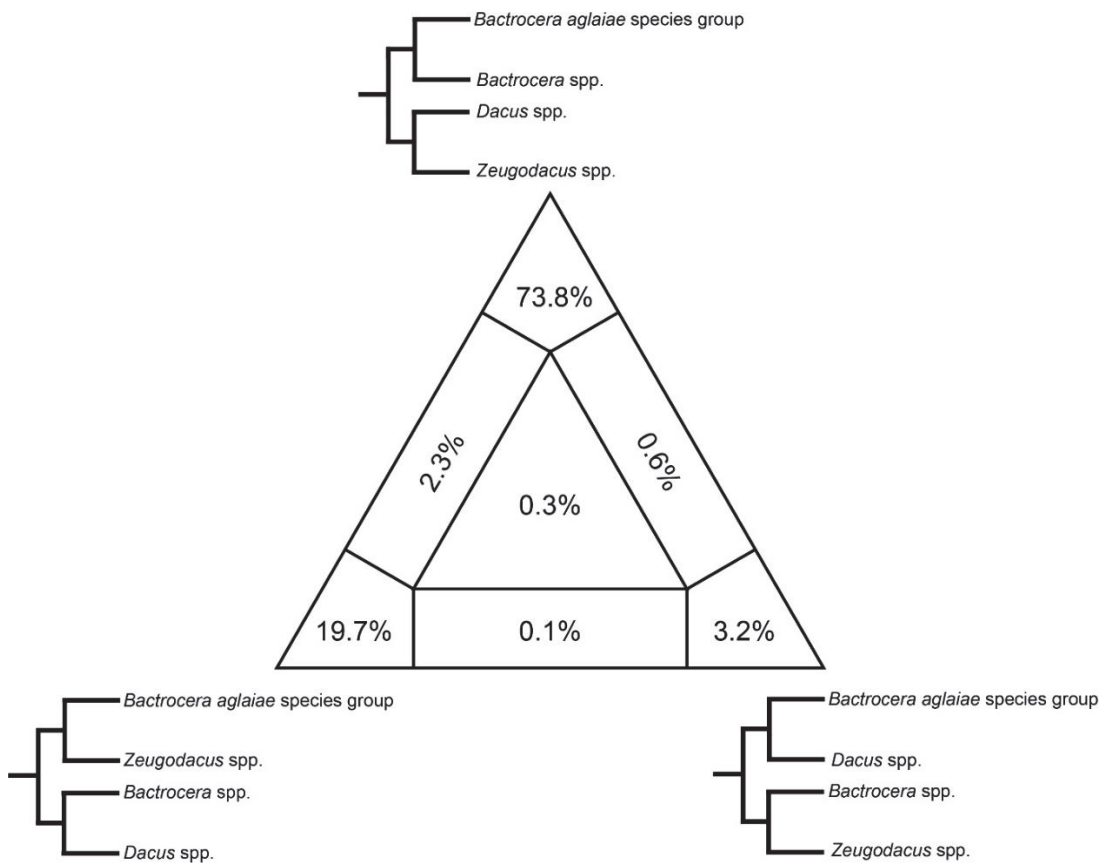 Bactrocera aglaiae species group
Bactrocera spp.
Dacus spp.
Zeugodacus spp.
73.8%
2.3%
0.6%
0.3%
19.7%
0.1%
3.2%
Bactrocera aglaiae species group
Zeugodacus spp.
Bactrocera spp.
Dacus spp.
Bactrocera aglaiae species group
Dacus spp.
Bactrocera spp.
Zeugodacus spp.